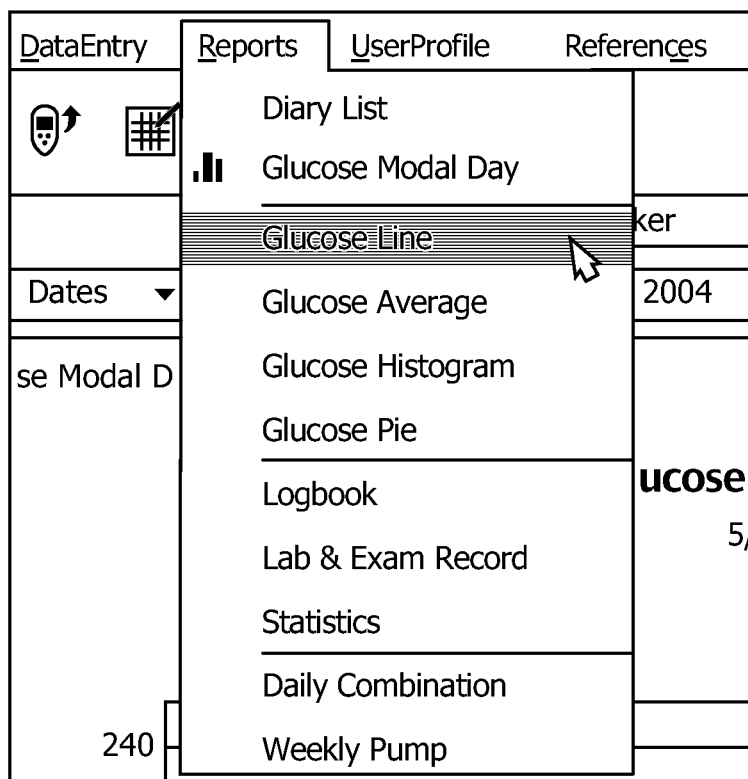 DataEntry Reports UserProfile References
Diary List
Glucose Modal Day
ker
Glucose Line
Dates 2004
Glucose Average
Glucose Histogram
se Modal D
Glucose Pie
ucose
Logbook
5/
Lab & Exam Record
Statistics
Daily Combination
240
Weekly Pump